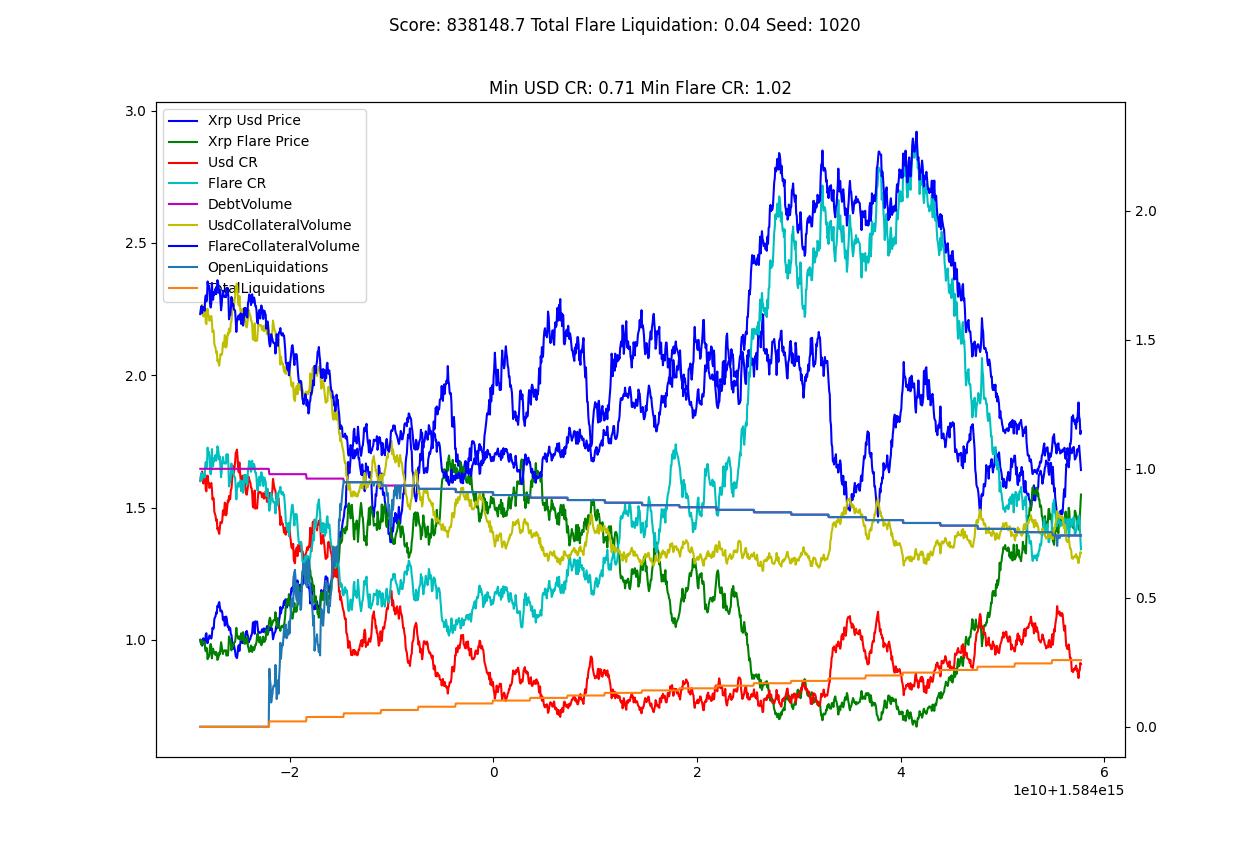 Score: 838148.7 Total Flare Liquidation: 0.04 Seed: 1020
Min USD CR: 0.71 Min Flare CR: 1.02
Xrp Usd Price
Xrp Flare Price
Usd CR
Flare CR
DebtVolume
UsdCollateralVolume
FlareCollateralVolume
OpenLiquidations
TotalLiquidations
3.0
2.5
2.0
1.5
1.0
2.0
1.5
1.0
0.5
0.0
−2
0
2
4
6
1e10+1.584e15